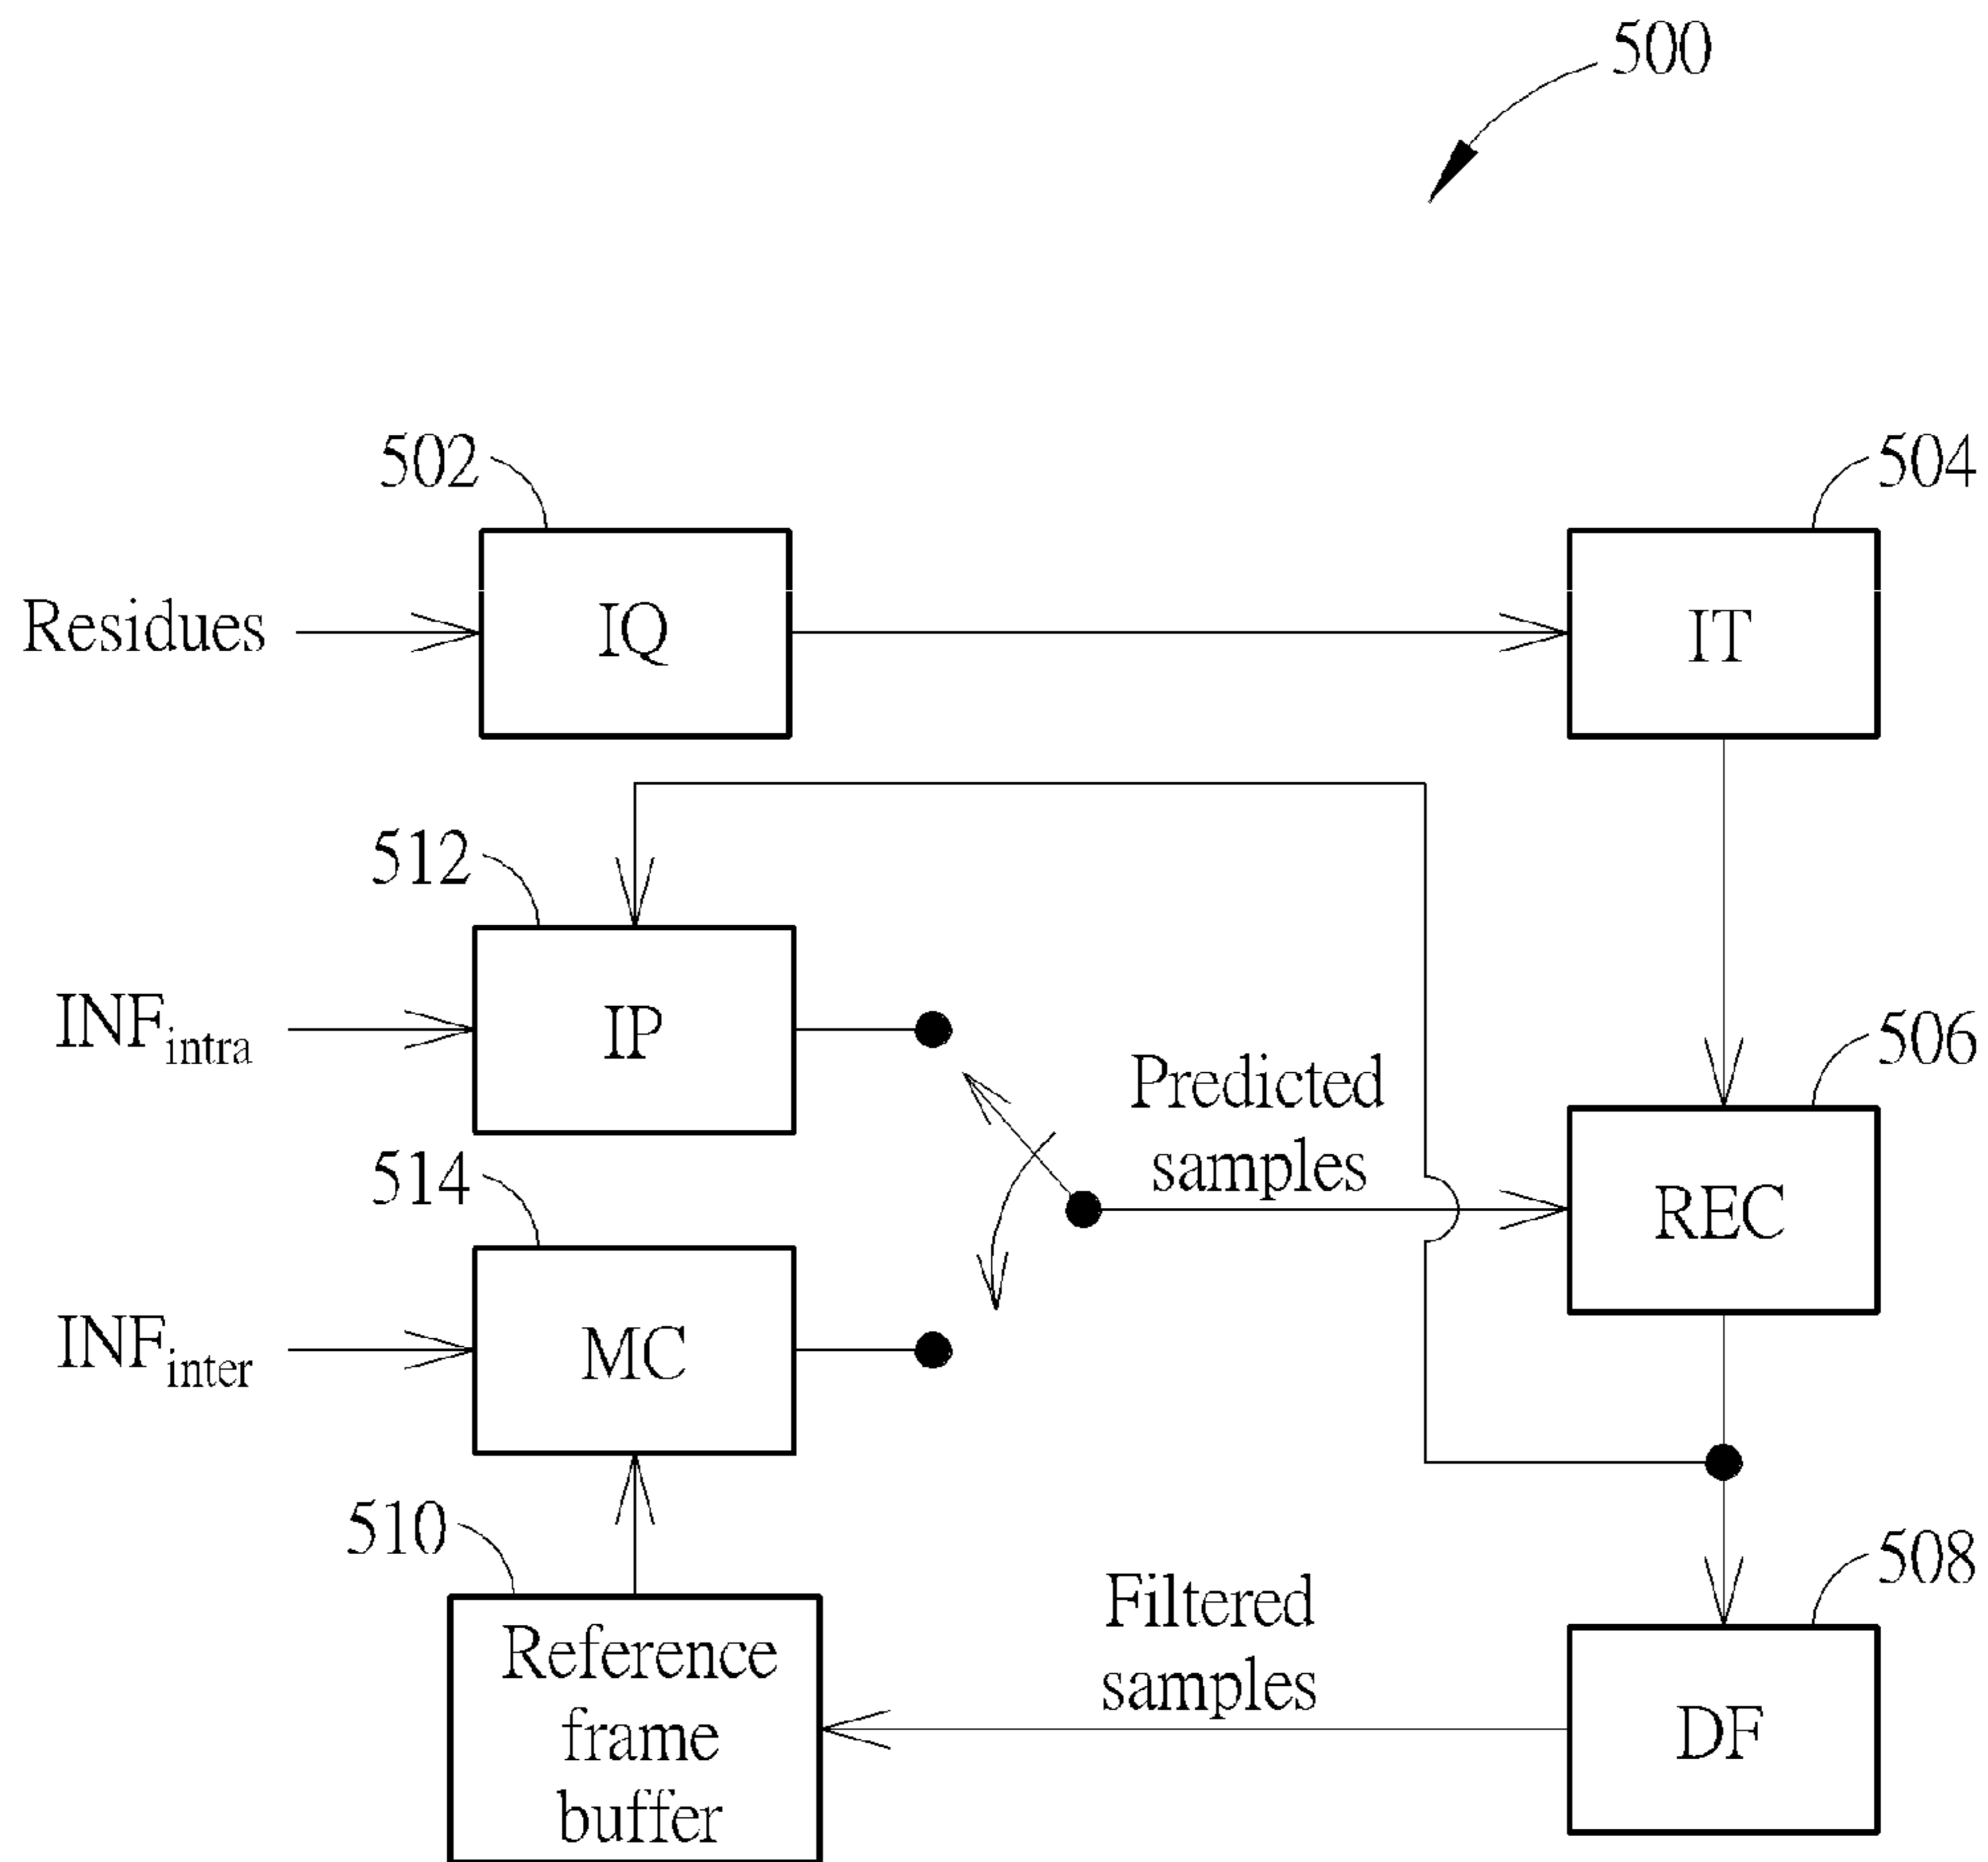 500
502
504
Residues
IQ
IT
512
INFintra
IP
506
Predicted
samples
514
REC
INFinter
MC
510
508
Filtered
samples
Reference
frame
buffer
DF